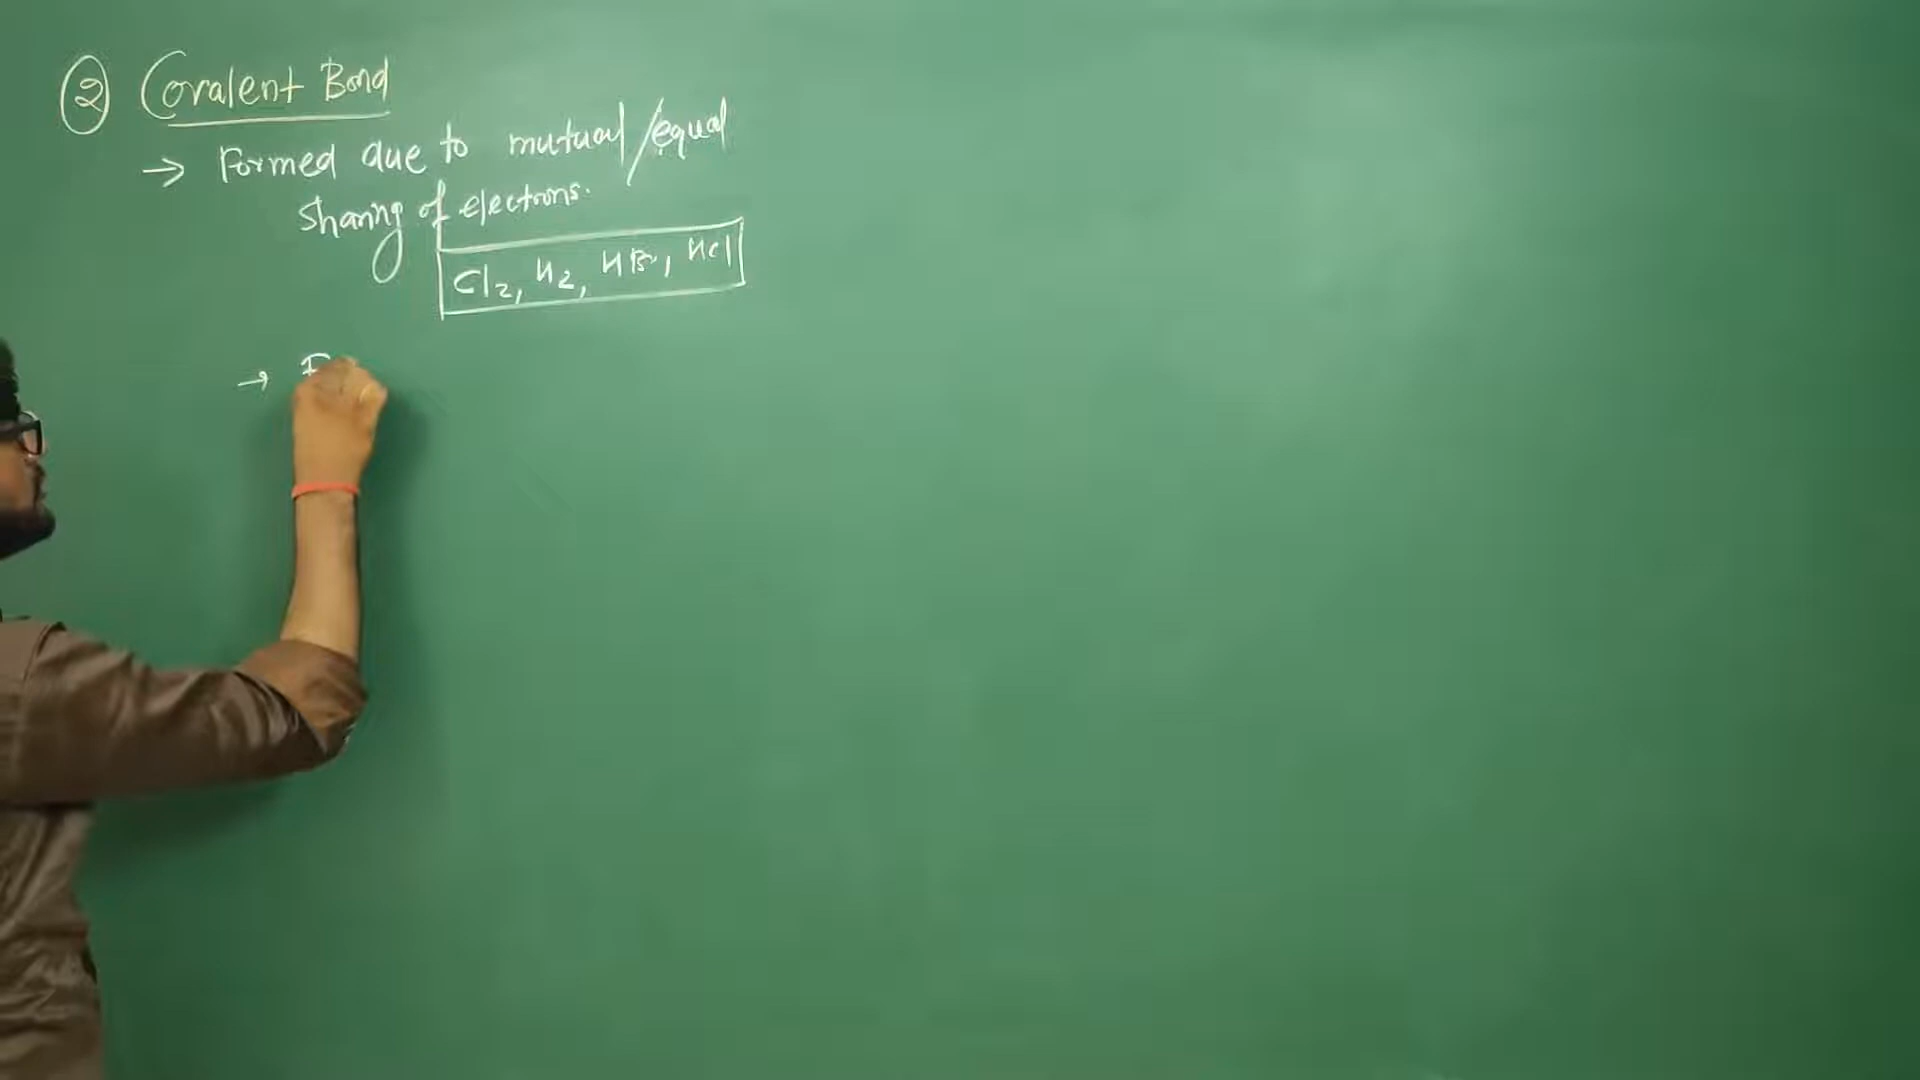 ② Covalent Bond
→ Formed due to mutual/equal
sharing of electrons.
Cl₂, H₂, HBr, HCl
→